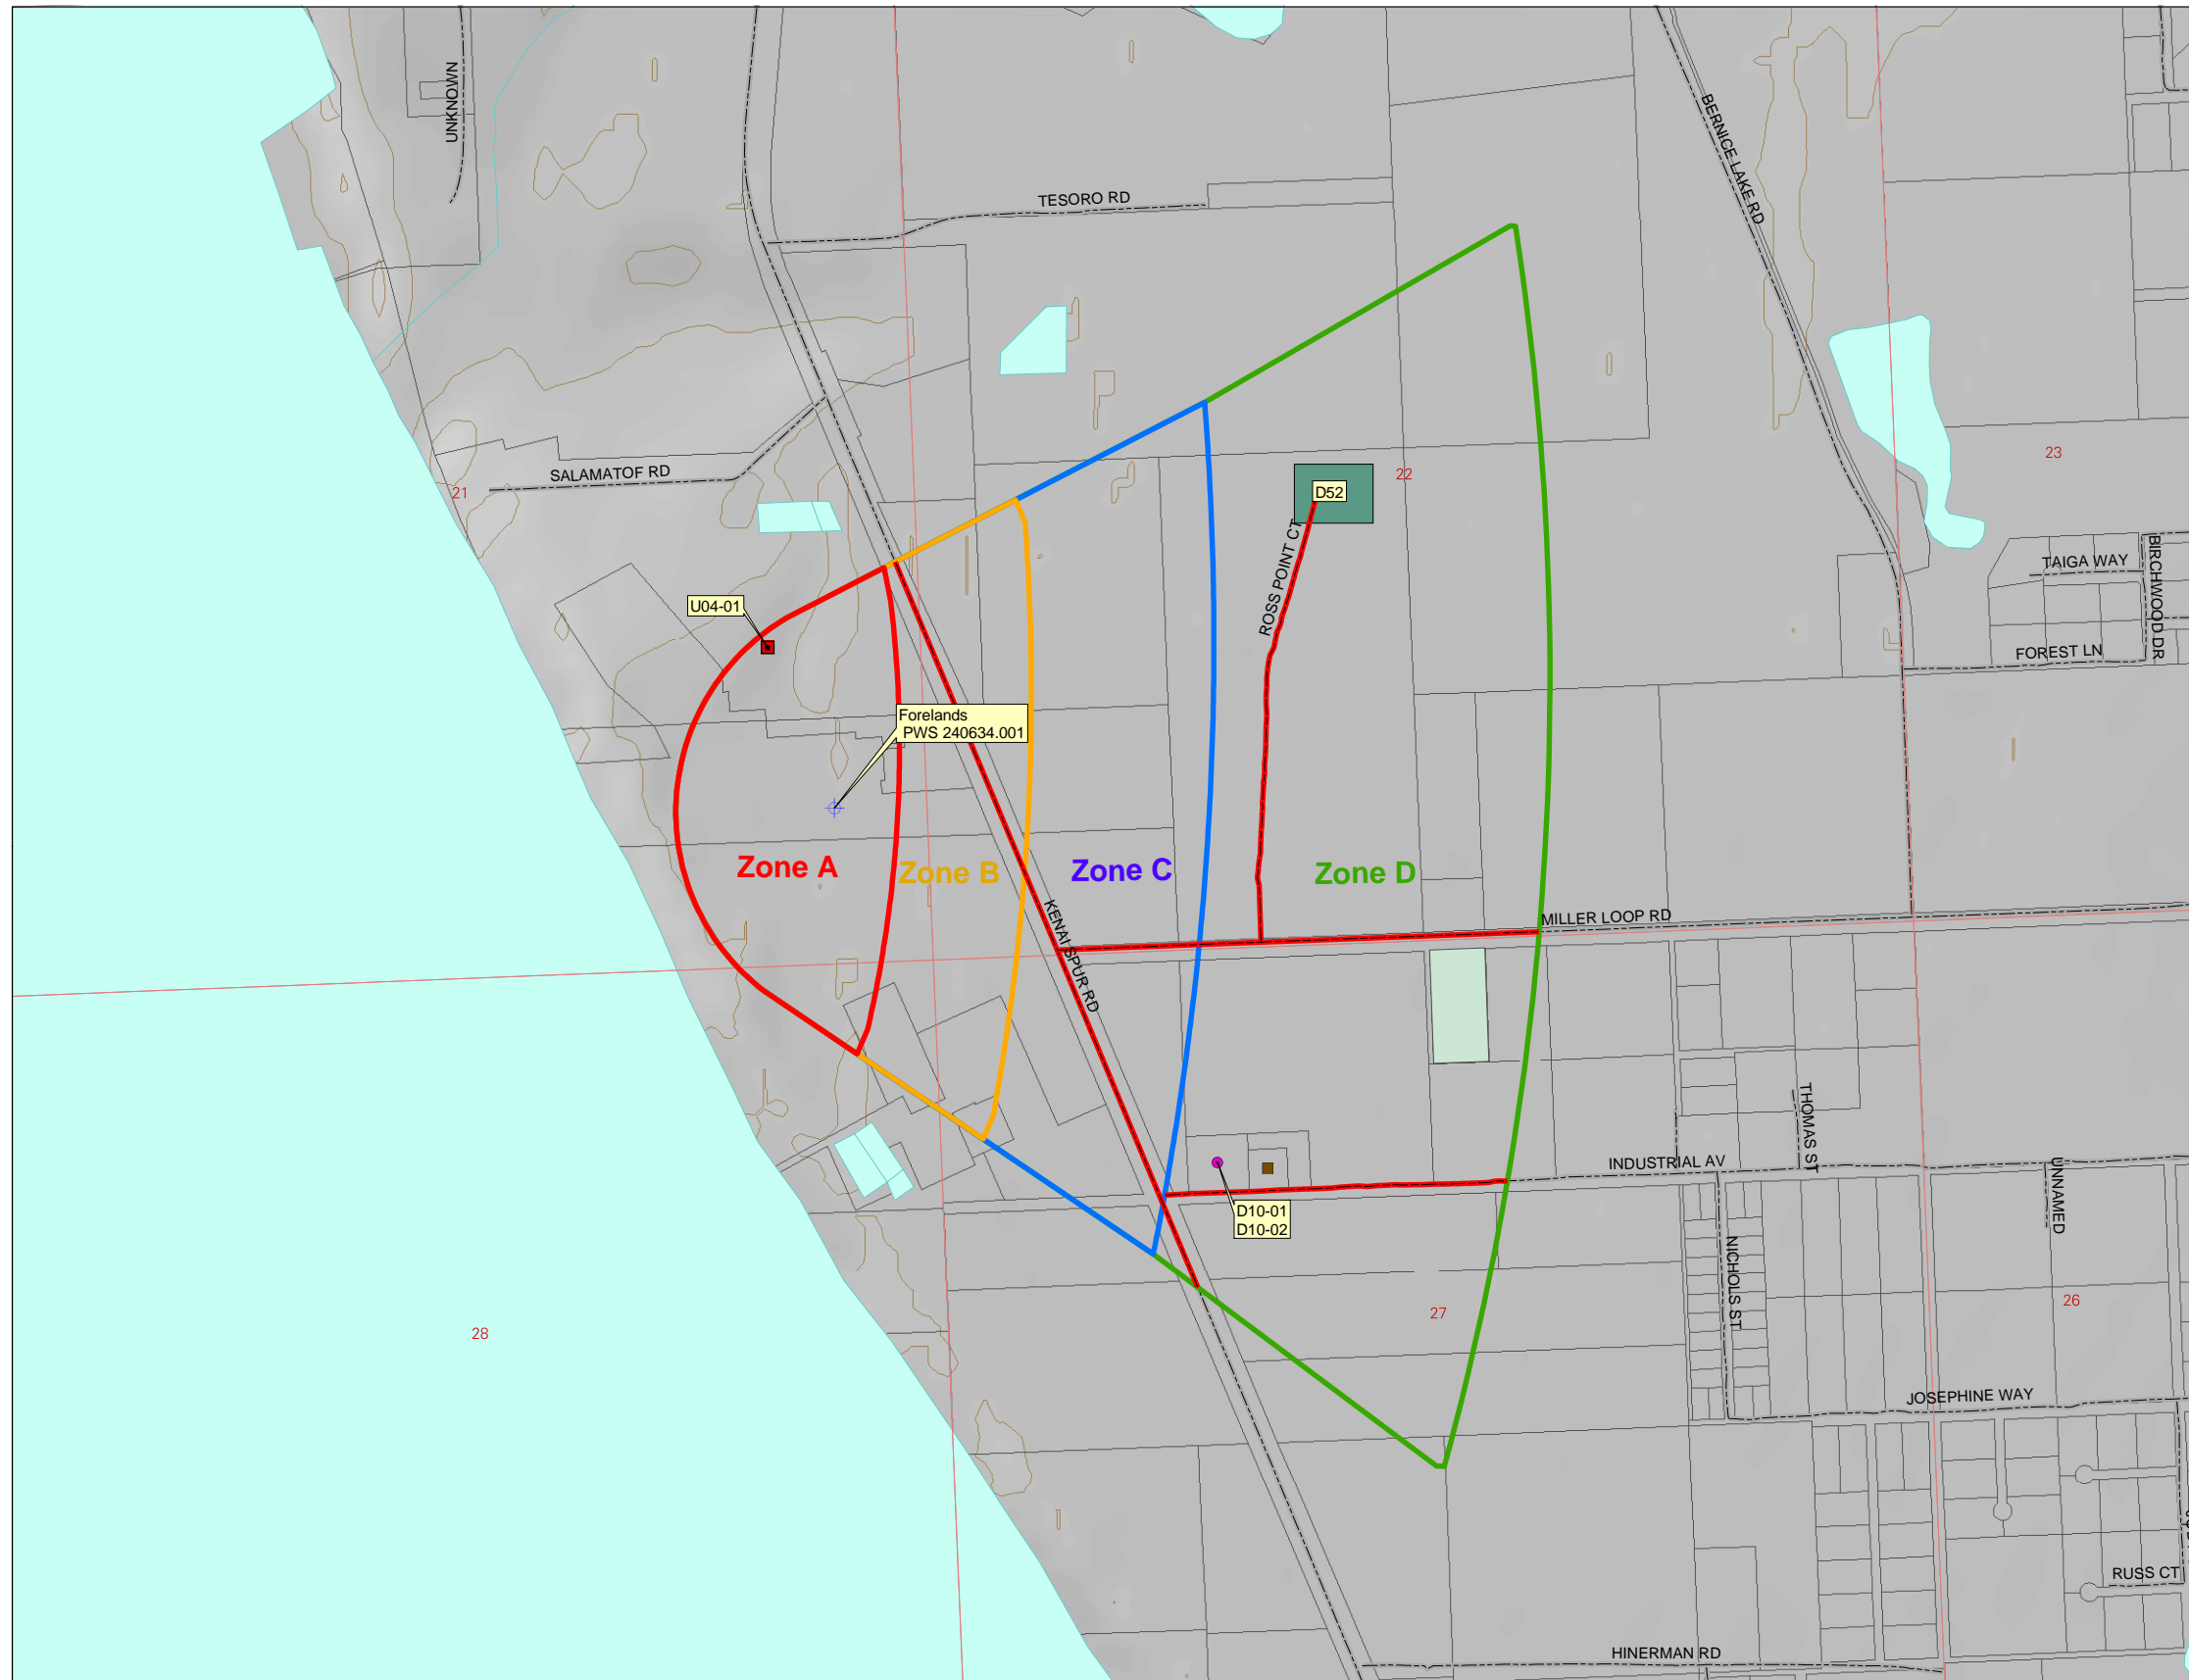 UNKNOWN
BERNICE LAKE RD
TESORO RD
SALAMATOF RD
21
22
23
D52
ROSS POINT CT
TAIGA WAY
BIRCHWOOD DR
FOREST LN
U04-01
Forelands
PWS 240634.001
Zone A
Zone B
Zone C
Zone D
MILLER LOOP RD
KENAI SPUR RD
THOMAS ST
INDUSTRIAL AV
UNNAMED
D10-01
D10-02
NICHOLS ST
28
27
26
JOSEPHINE WAY
RUSS CT
HINERMAN RD